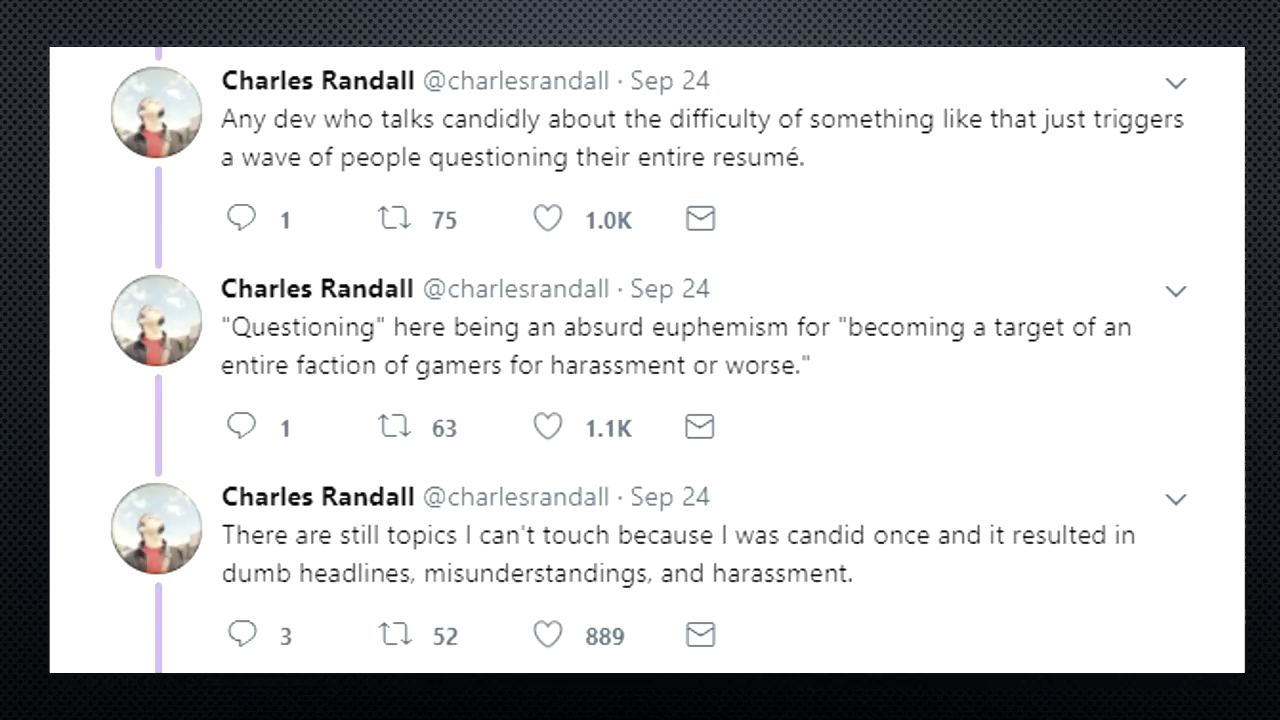 Charles Randall @charlesrandall · Sep 24
Any dev who talks candidly about the difficulty of something like that just triggers
a wave of people questioning their entire resumé.
1 75 1.0K
Charles Randall @charlesrandall · Sep 24
"Questioning" here being an absurd euphemism for "becoming a target of an
entire faction of gamers for harassment or worse."
1 63 1.1K
Charles Randall @charlesrandall · Sep 24
There are still topics I can't touch because I was candid once and it resulted in
dumb headlines, misunderstandings, and harassment.
3 52 889